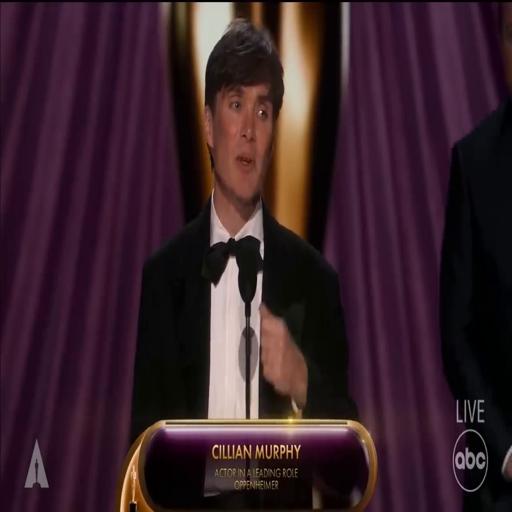 LIVE
abc
CILLIAN MURPHY
ACTOR IN A LEADING ROLE
OPPENHEIMER